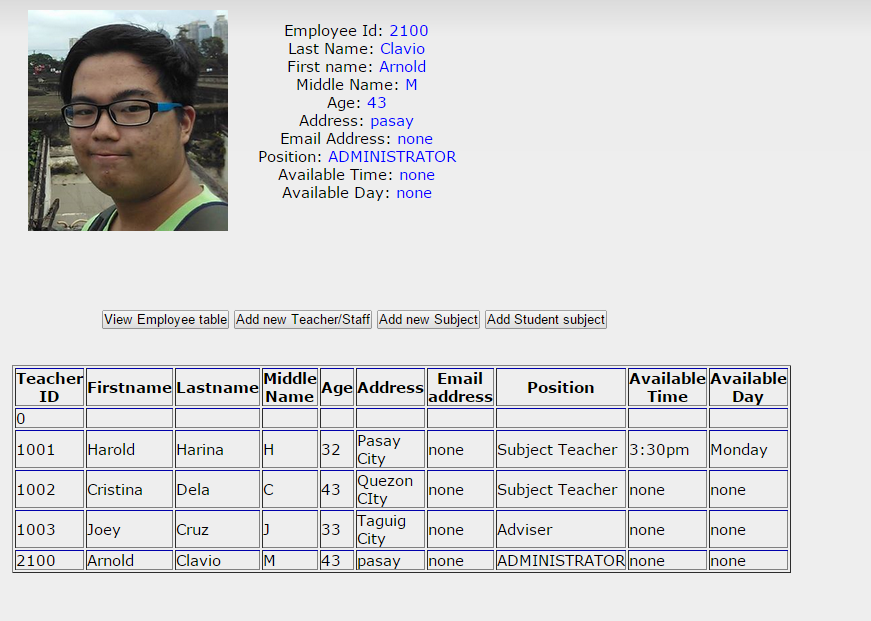 Employee Id: 2100
Last Name: Clavio
First name: Arnold
Middle Name: M
Age: 43
Address: pasay
Email Address: none
Position: ADMINISTRATOR
Available Time: none
Available Day: none
View Employee table Add new Teacher/Staff Add new Subject Add Student subject
Teacher ID Firstname Lastname Middle Name Age Address Email address Position Available Time Available Day
0
1001 Harold Harina H 32 Pasay City none Subject Teacher 3:30pm Monday
1002 Cristina Dela C 43 Quezon CIty none Subject Teacher none none
1003 Joey Cruz J 33 Taguig City none Adviser none none
2100 Arnold Clavio M 43 pasay none ADMINISTRATOR none none